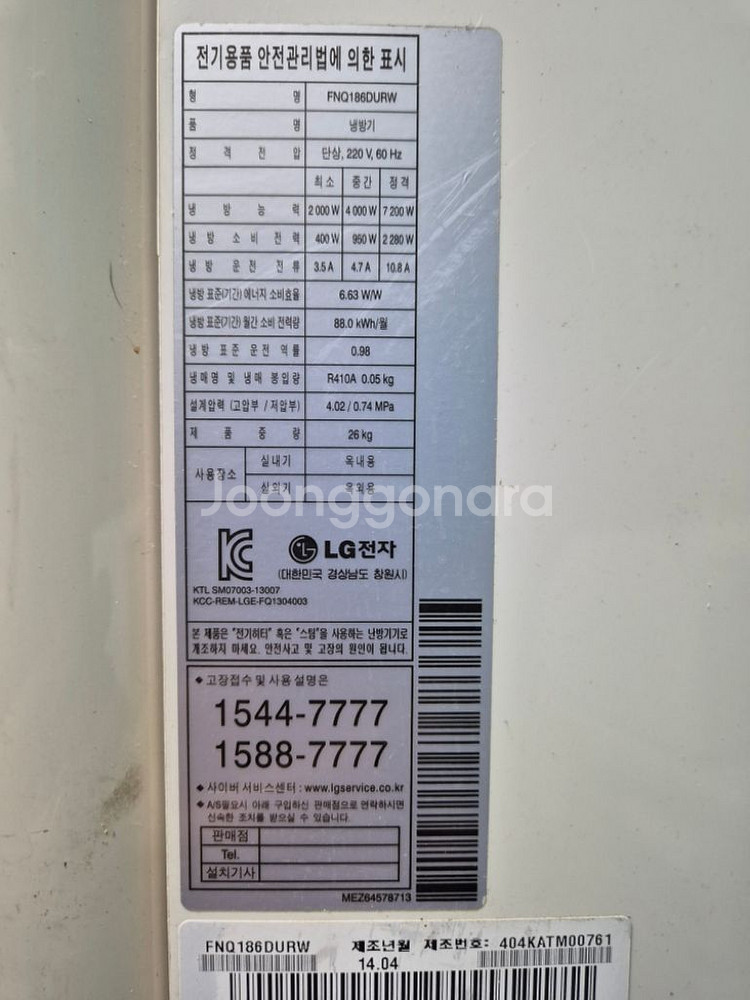 전기용품 안전관리법에 의한 표시
형 명 FNQ186DURW
품 명 냉방기
정 격 전 압 단상, 220 V, 60 Hz
최소 중간 정격
냉 방 능 력 2 000 W 4 000 W 7 200 W
냉 방 소 비 전 력 400 W 950 W 2 280 W
냉 방 운 전 전 류 3.5 A 4.7 A 10.8 A
냉방 표준(기간) 에너지 소비효율 6.63 W/W
냉방 표준(기간) 월간 소비 전력량 88.0 kWh/월
냉 방 표 준 운 전 역 률 0.98
냉 매 명 및 냉 매 봉 입 량 R410A 0.05 kg
설계압력 (고압부 / 저압부) 4.02 / 0.74 MPa
제 품 중 량 26 kg
사용장소 실내기 옥내용
실외기 옥외용
Joonggonara
LG전자
(대한민국 경상남도 창원시)
KTL SM07003-13007
KCC-REM-LGE-FQ1304003
본 제품은 "전기히터" 혹은 "스팀"을 사용하는 난방기기로
개조하지 마세요. 안전사고 및 고장의 원인이 됩니다.
◆ 고장접수 및 사용 설명은
1544-7777
1588-7777
◆ 사이버 서비스센터 : www.lgservice.co.kr
◆ A/S필요시 아래 구입하신 판매점으로 연락하시면
신속한 조치를 받으실 수 있습니다.
판매점
Tel.
설치기사
MEZ64578713
FNQ186DURW 제조년월 제조번호: 404KATM00761
14.04